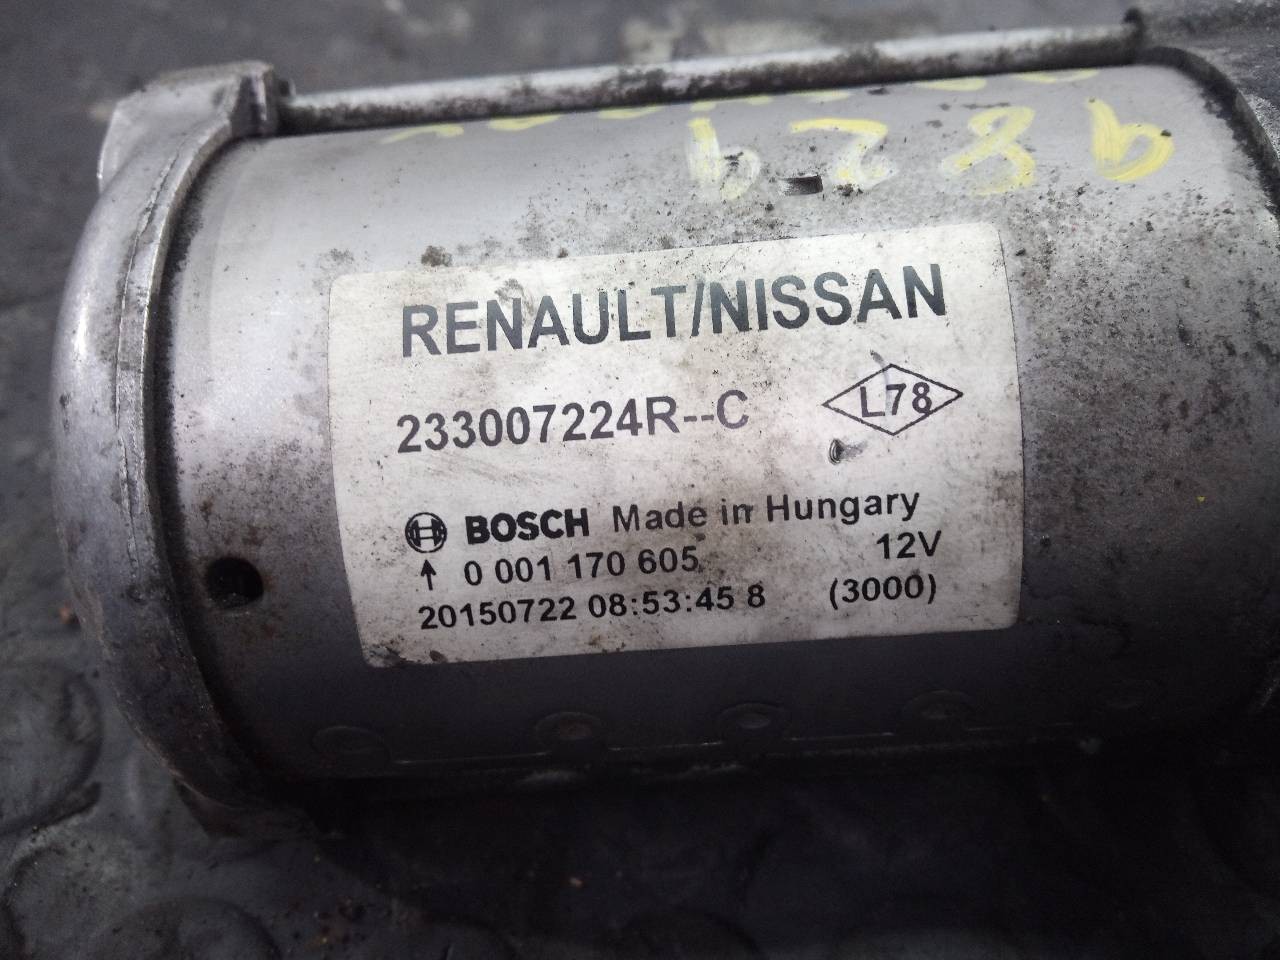 RENAULT/NISSAN
233007224R--C
L78
BOSCH Made in Hungary
0 001 170 605 12V
20150722 08:53:45 8 (3000)